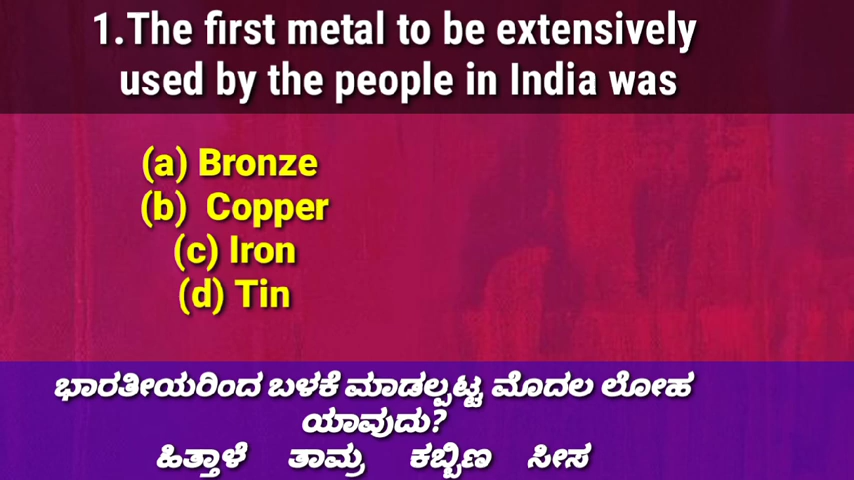 1.The first metal to be extensively
used by the people in India was
(a) Bronze
(b) Copper
(c) Iron
(d) Tin
ಭಾರತೀಯರಿಂದ ಬಳಕೆ ಮಾಡಲ್ಪಟ್ಟ ಮೊದಲ ಲೋಹ
ಯಾವುದು?
ಹಿತ್ತಾಳೆ ತಾಮ್ರ ಕಬ್ಬಿಣ ಸೀಸ